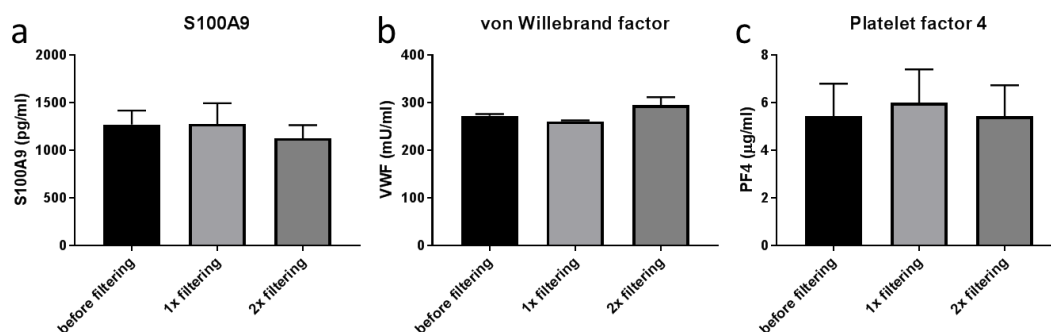 a
S100A9
S100A9 (pg/ml)
2000
1500
1000
500
0
before filtering
1x filtering
2x filtering
b
von Willebrand factor
VWF (mU/ml)
400
300
200
100
0
before filtering
1x filtering
2x filtering
c
Platelet factor 4
PF4 (µg/ml)
8
6
4
2
0
before filtering
1x filtering
2x filtering